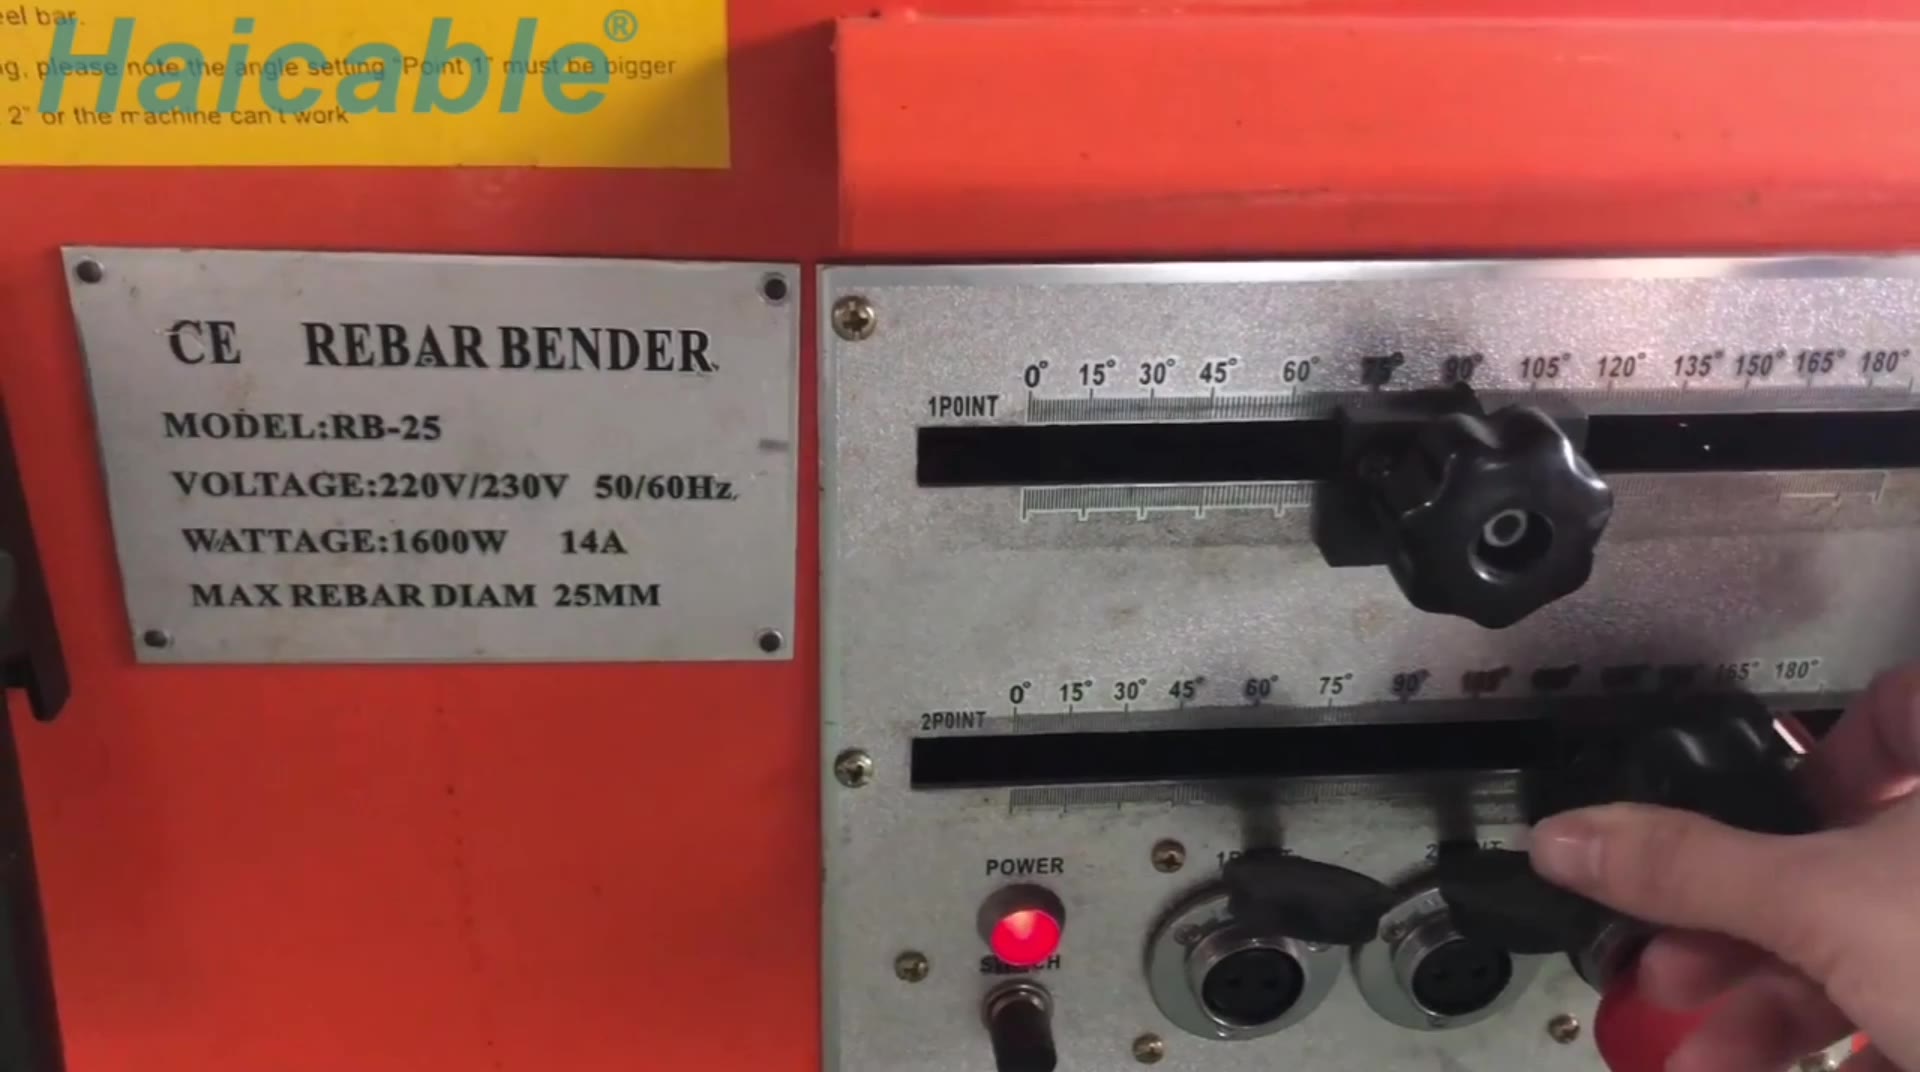 eel bar.
Haicable®
ng, please note the angle setting "Point 1" must be bigger
2" or the machine can't work
CE REBAR BENDER
MODEL:RB-25
VOLTAGE:220V/230V 50/60Hz
WATTAGE:1600W 14A
MAX REBAR DIAM 25MM
0° 15° 30° 45° 60° 75° 90° 105° 120° 135° 150° 165° 180°
1POINT
0° 15° 30° 45° 60° 75° 90° 165° 180°
2POINT
POWER
SWITCH